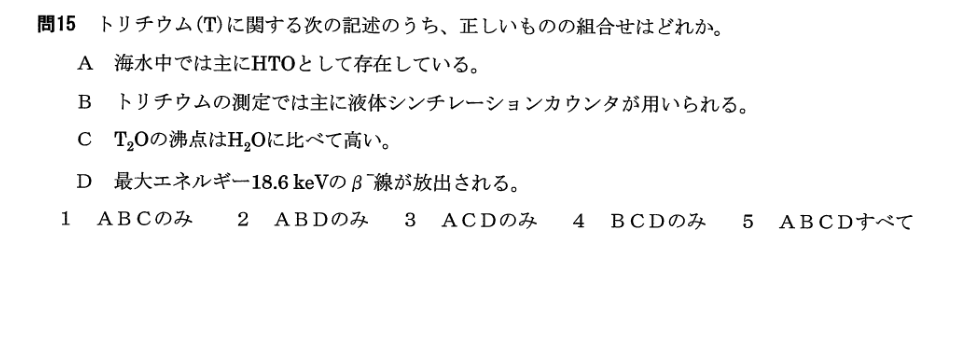 問15 トリチウム(T)に関する次の記述のうち、正しいものの組合せはどれか。
A 海水中では主にHTOとして存在している。
B トリチウムの測定では主に液体シンチレーションカウンタが用いられる。
C T₂Oの沸点はH₂Oに比べて高い。
D 最大エネルギー18.6 keVのβ⁻線が放出される。
1 ABCのみ 2 ABDのみ 3 ACDのみ 4 BCDのみ 5 ABCDすべて